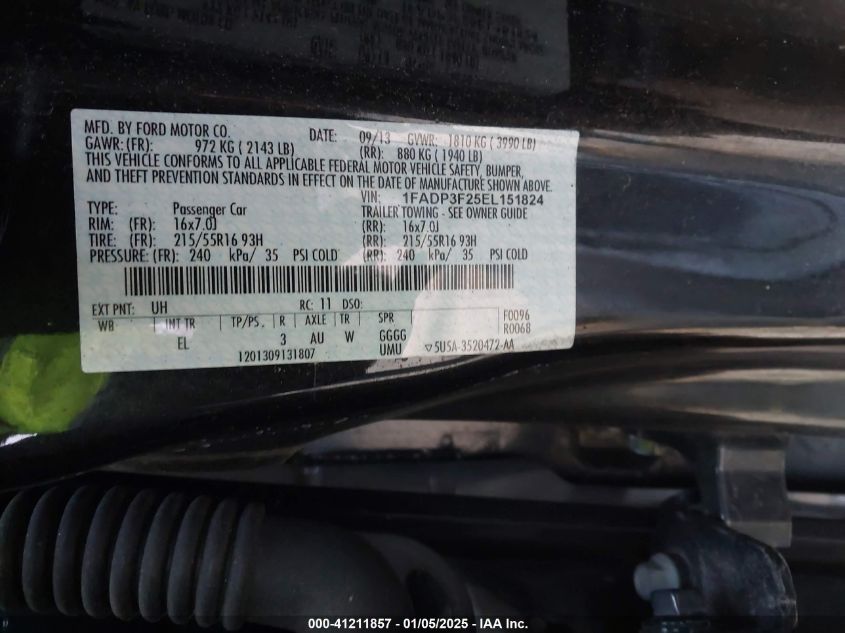 MFD. BY FORD MOTOR CO. DATE: 09/13 GVWR: 1810 KG ( 3990 LB)
GAWR: (FR): 972 KG ( 2143 LB) (RR): 880 KG ( 1940 LB)
THIS VEHICLE CONFORMS TO ALL APPLICABLE FEDERAL MOTOR VEHICLE SAFETY, BUMPER,
AND THEFT PREVENTION STANDARDS IN EFFECT ON THE DATE OF MANUFACTURE SHOWN ABOVE.
VIN: 1FADP3F25EL151824
TYPE: Passenger Car TRAILER TOWING - SEE OWNER GUIDE
RIM: (FR): 16x7.0J (RR): 16x7.0J
TIRE: (FR): 215/55R16 93H (RR): 215/55R16 93H
PRESSURE: (FR): 240 kPa/ 35 PSI COLD (RR): 240 kPa/ 35 PSI COLD
EXT PNT: UH RC: 11 DSO:
WB INT TR TP/PS R AXLE TR SPR F0096
EL 3 AU W GGGG R0068
1201309131807 UMU ▽5U5A-3520472-AA
000-41211857 - 01/05/2025 - IAA Inc.